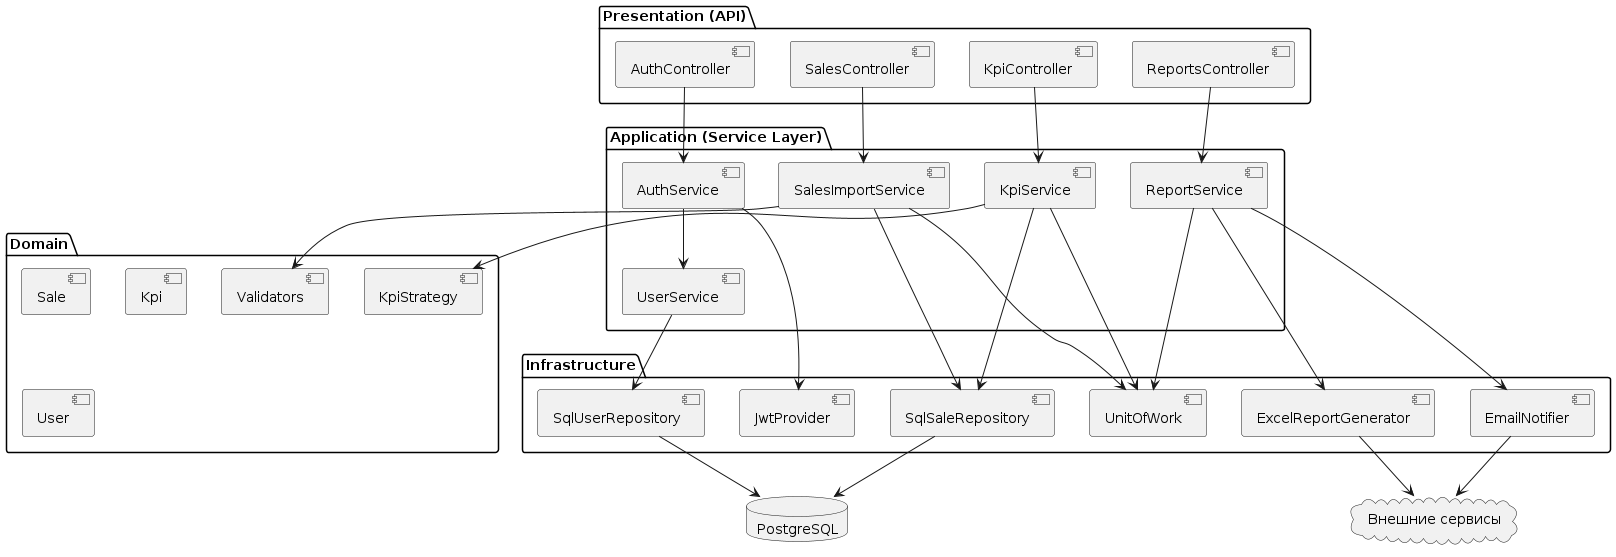 Presentation (API)
AuthController
SalesController
KpiController
ReportsController
Application (Service Layer)
AuthService
SalesImportService
KpiService
ReportService
UserService
Domain
Sale
Kpi
Validators
KpiStrategy
User
Infrastructure
SqlUserRepository
JwtProvider
SqlSaleRepository
UnitOfWork
ExcelReportGenerator
EmailNotifier
PostgreSQL
Внешние сервисы